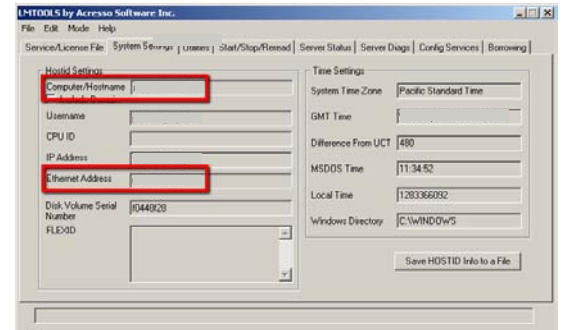 LMTOOLS by Acresso Software Inc.
File Edit Mode Help
Service/License File System Settings Utilities Start/Stop/Reread Server Status Server Diags Config Services Borrowing
Hostid Settings
Computer/Hostname
Username
CPU ID
IP Address
Ethernet Address
Disk Volume Serial Number f0448f28
FLEXID
Time Settings
System Time Zone Pacific Standard Time
GMT Time
Difference From UCT 480
MSDOS Time 11:34:52
Local Time 1283366092
Windows Directory C:\WINDOWS
Save HOSTID Info to a File